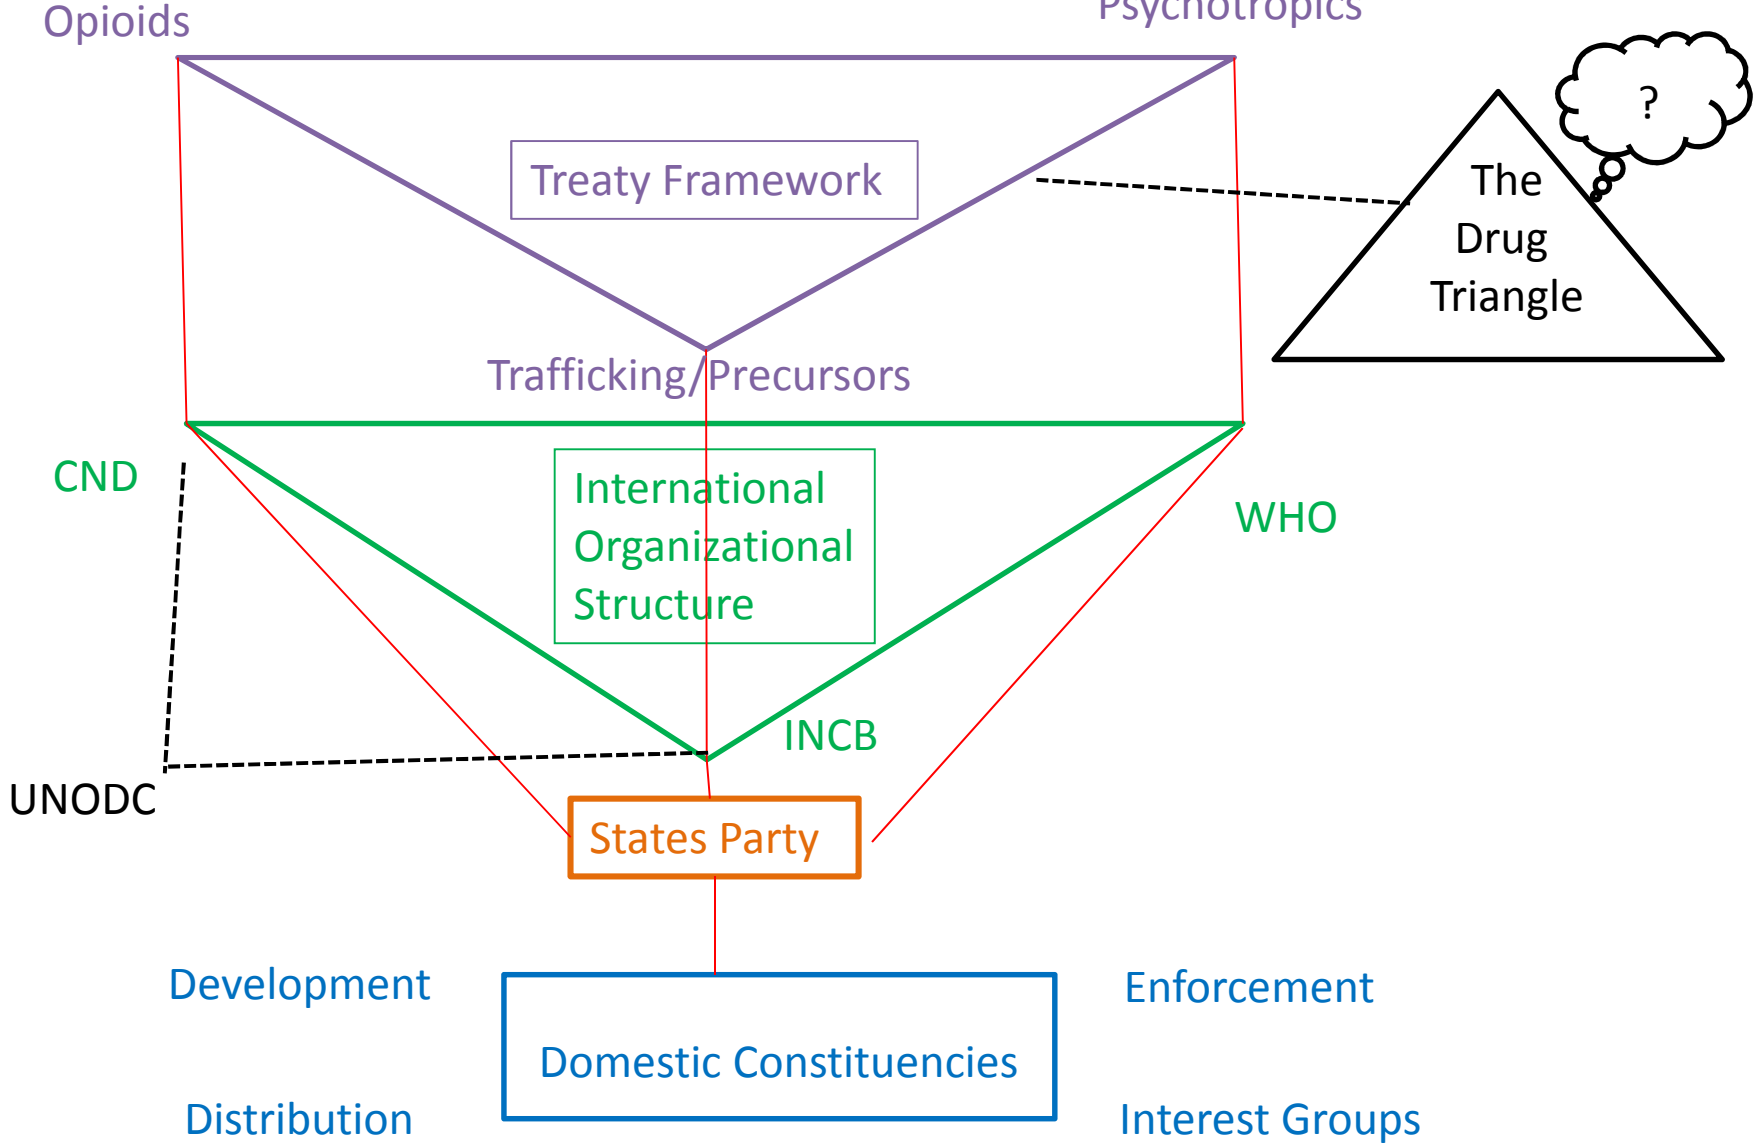 Opioids
Psychotropics
?
Treaty Framework
The
Drug
Triangle
Trafficking/Precursors
CND
International
Organizational
Structure
WHO
INCB
UNODC
States Party
Development
Enforcement
Domestic Constituencies
Distribution
Interest Groups